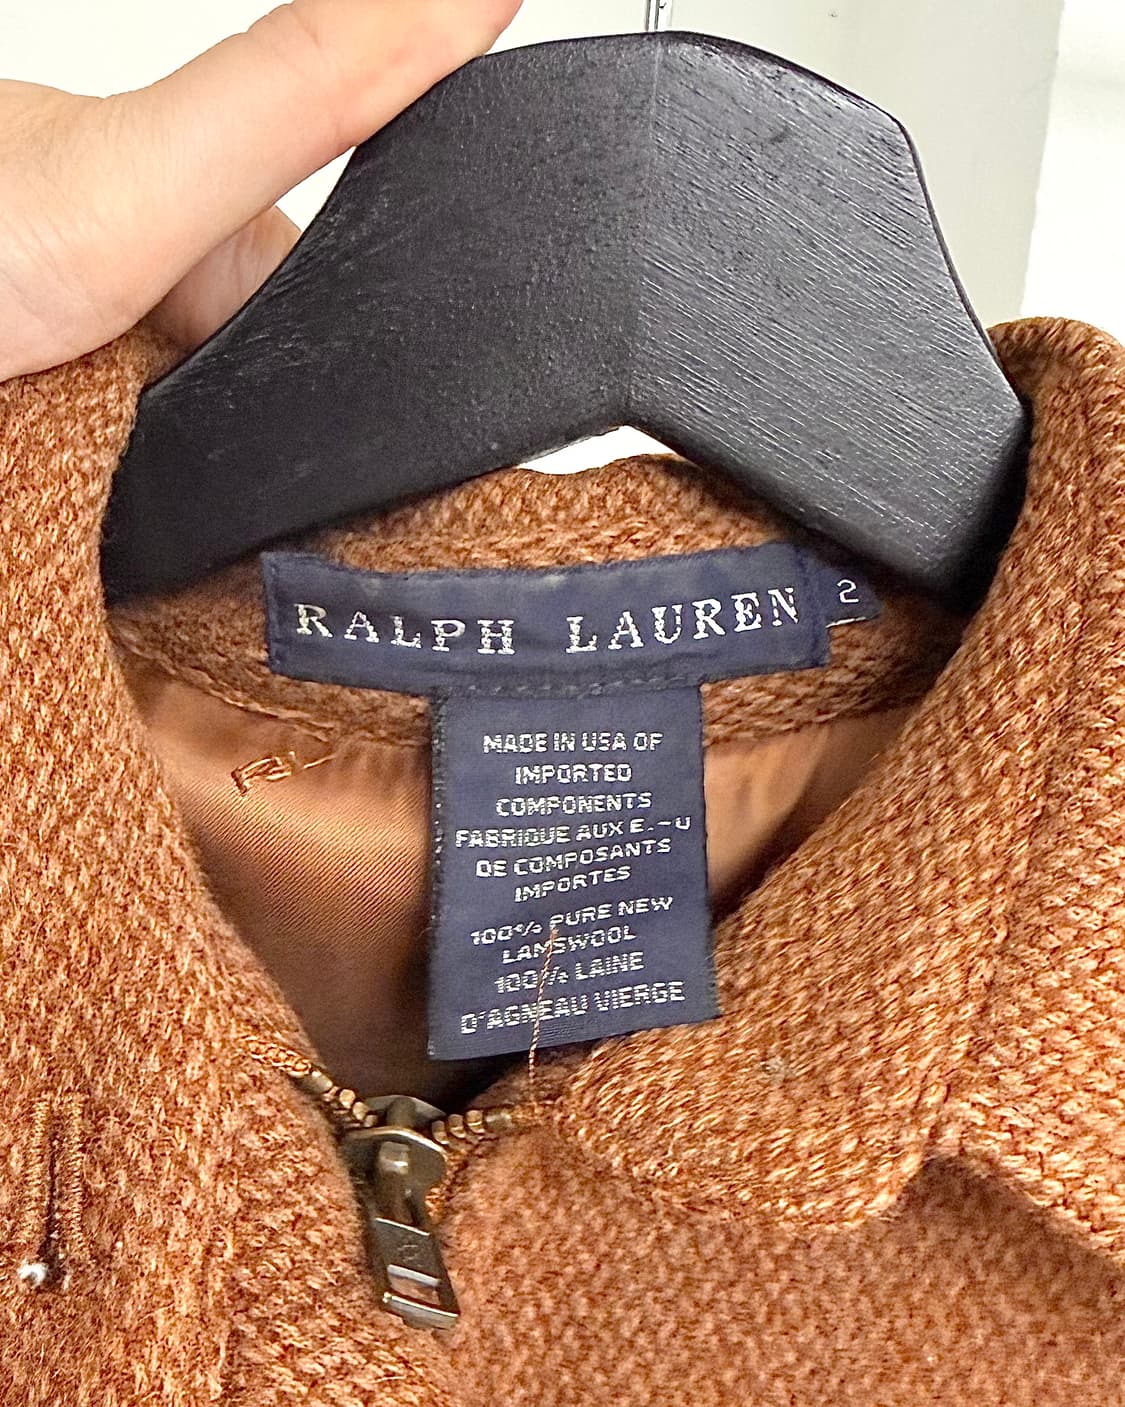 RALPH LAUREN
2
MADE IN USA OF
IMPORTED
COMPONENTS
FABRIQUE AUX E.-U
DE COMPOSANTS
IMPORTES
100% PURE NEW
LAMSWOOL
100% LAINE
D'AGNEAU VIERGE